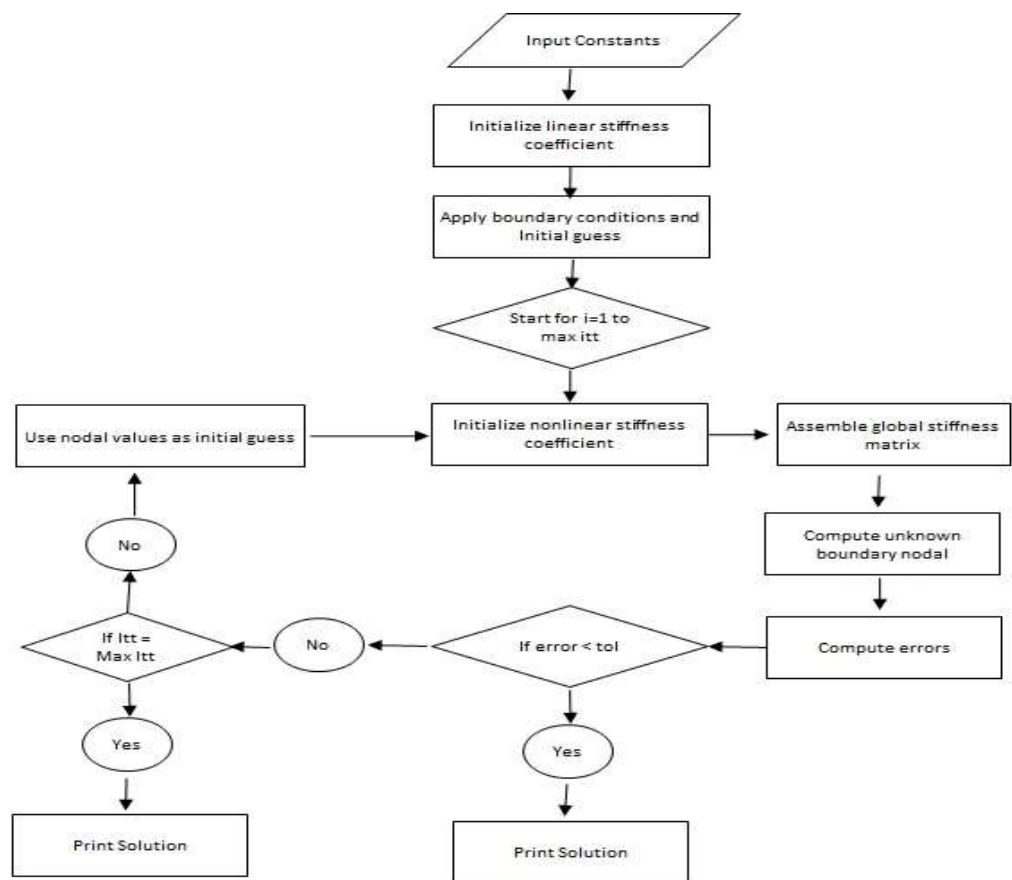 Input Constants
Initialize linear stiffness
coefficient
Apply boundary conditions and
Initial guess
Start for i=1 to
max itt
Use nodal values as initial guess
Initialize nonlinear stiffness
coefficient
Assemble global stiffness
matrix
No
Compute unknown
boundary nodal
If Itt =
Max Itt
No
If error < tol
Compute errors
Yes
Yes
Print Solution
Print Solution